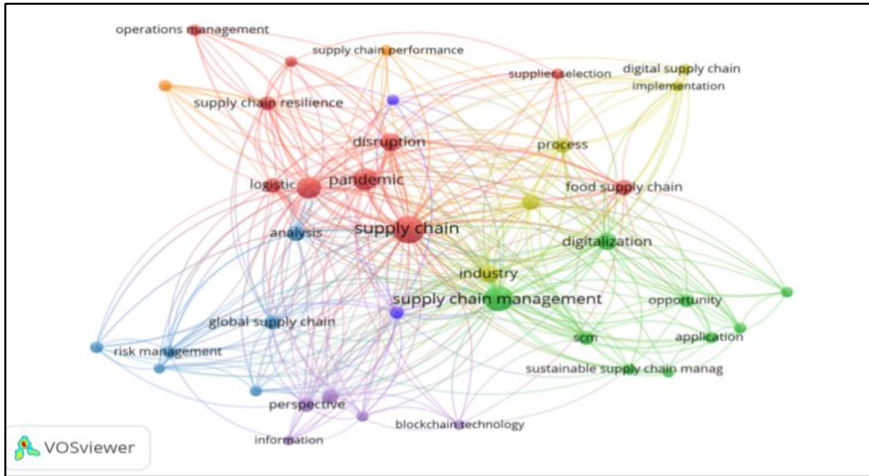 operations management
supply chain performance
supplier selection
digital supply chain
implementation
supply chain resilience
disruption
process
logistic
pandemic
food supply chain
supply chain
analysis
digitalization
industry
supply chain management
opportunity
global supply chain
scm
application
risk management
sustainable supply chain manag
perspective
blockchain technology
information
VOSviewer